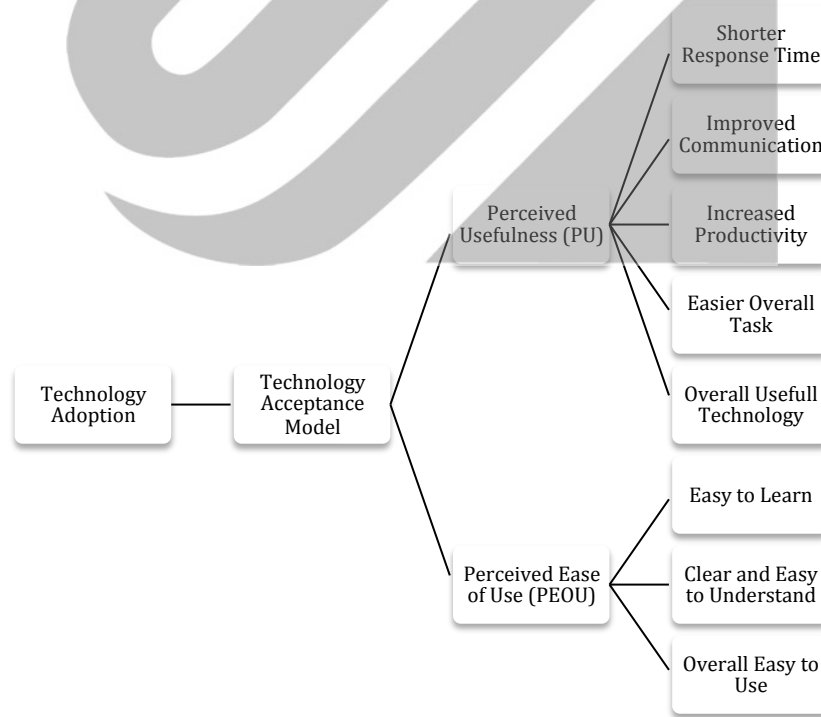 Shorter
Response Time
Improved
Communication
Perceived
Usefulness (PU)
Increased
Productivity
Easier Overall
Task
Technology
Adoption
Technology
Acceptance
Model
Overall Usefull
Technology
Easy to Learn
Perceived Ease
of Use (PEOU)
Clear and Easy
to Understand
Overall Easy to
Use